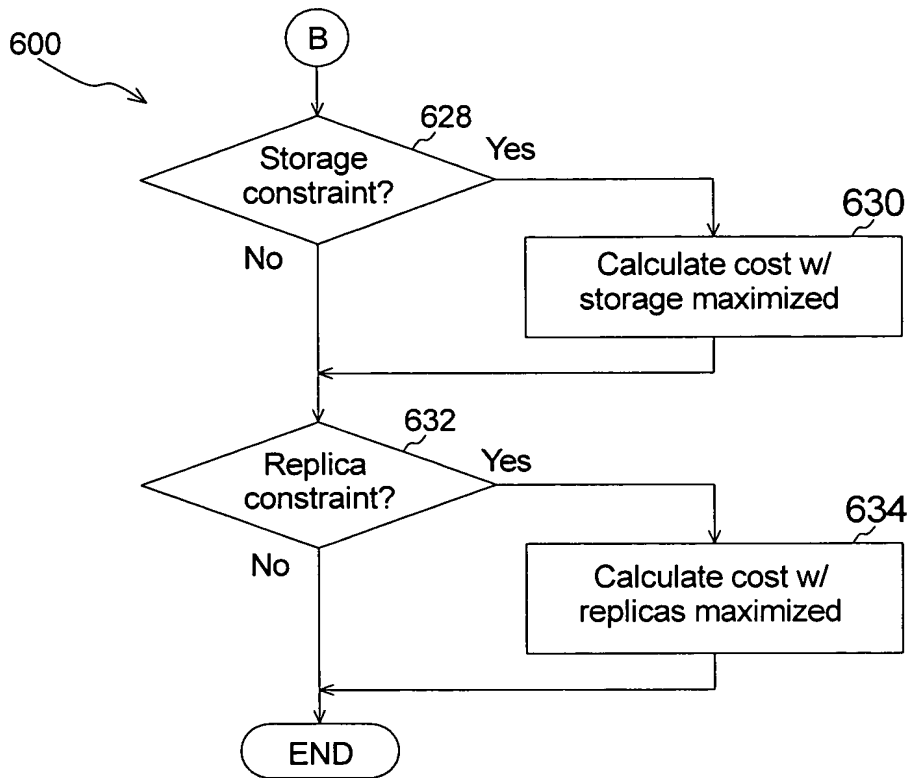 B
600
628
Storage
constraint?
Yes
No
630
Calculate cost w/
storage maximized
632
Replica
constraint?
Yes
No
634
Calculate cost w/
replicas maximized
END